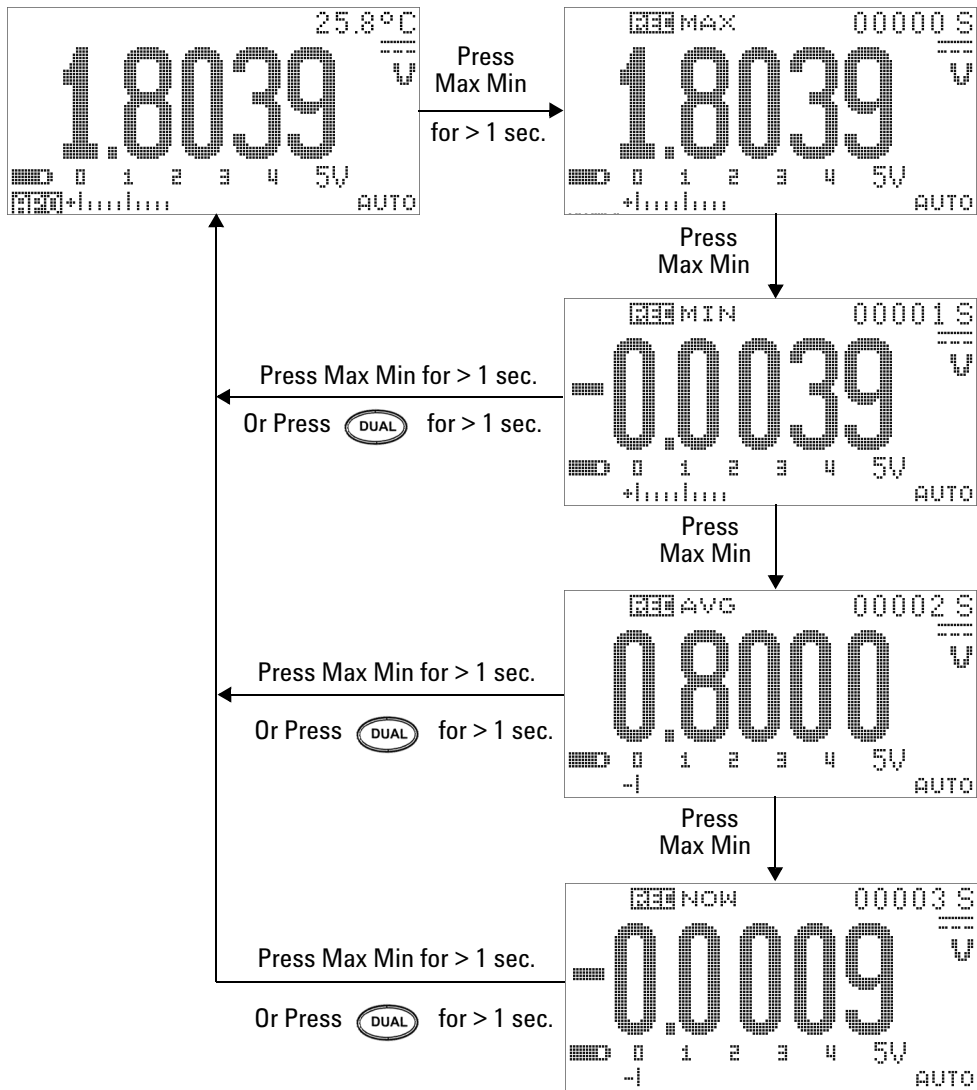 25.8°C
1.8039
V
0 1 2 3 4 5V
AUTO
Press
Max Min
for > 1 sec.
REC MAX 00000 S
1.8039
V
0 1 2 3 4 5V
AUTO
Press
Max Min
REC MIN 00001 S
-0.0039
V
0 1 2 3 4 5V
AUTO
Press Max Min for > 1 sec.
Or Press DUAL for > 1 sec.
Press
Max Min
REC AVG 00002 S
0.8000
V
0 1 2 3 4 5V
AUTO
Press Max Min for > 1 sec.
Or Press DUAL for > 1 sec.
Press
Max Min
REC NOW 00003 S
-0.0009
V
0 1 2 3 4 5V
AUTO
Press Max Min for > 1 sec.
Or Press DUAL for > 1 sec.